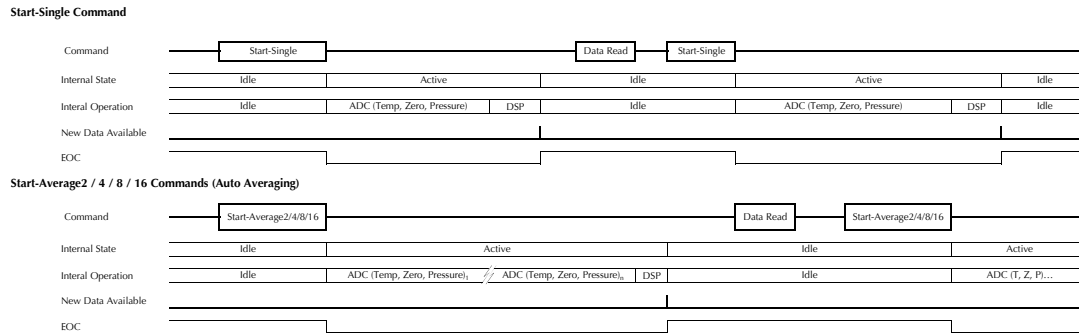 Start-Single Command
Command Start-Single Data Read Start-Single
Internal State Idle Active Idle Active Idle
Interal Operation Idle ADC (Temp, Zero, Pressure) DSP Idle ADC (Temp, Zero, Pressure) DSP Idle
New Data Available
EOC
Start-Average2 / 4 / 8 / 16 Commands (Auto Averaging)
Command Start-Average2/4/8/16 Data Read Start-Average2/4/8/16
Internal State Idle Active Idle Active
Interal Operation Idle ADC (Temp, Zero, Pressure)₁ ADC (Temp, Zero, Pressure)ₙ DSP Idle ADC (T, Z, P)...
New Data Available
EOC